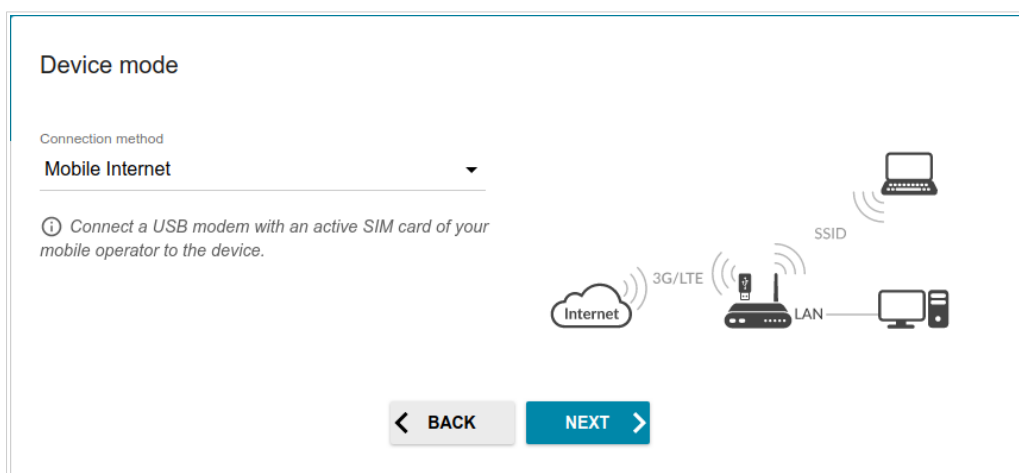 Device mode
Connection method
Mobile Internet
Connect a USB modem with an active SIM card of your
mobile operator to the device.
SSID
3G/LTE
Internet
LAN
BACK
NEXT